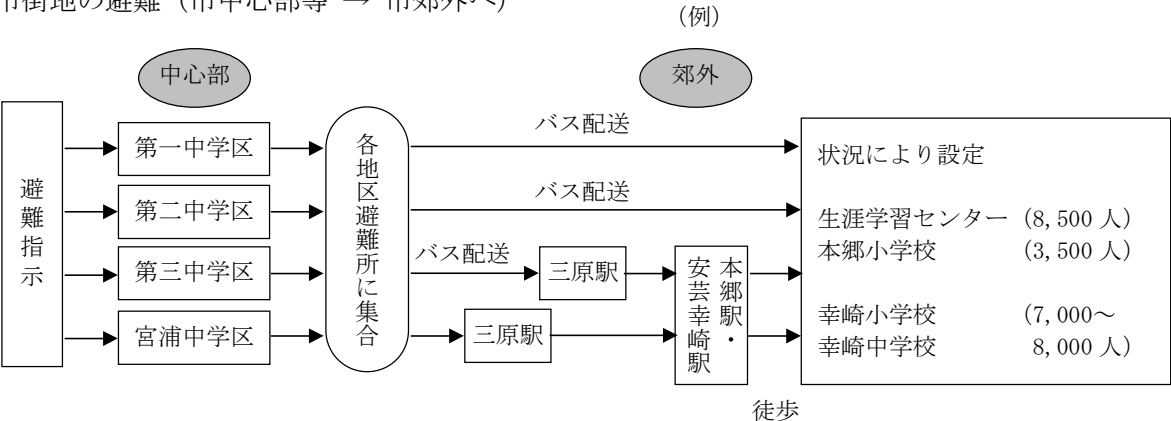 市街地の避難（市中心部等 → 市郊外へ）
（例）
中心部
郊外
避難指示
第一中学区
第二中学区
第三中学区
宮浦中学区
各地区避難所に集合
バス配送
バス配送
バス配送
三原駅
三原駅
本郷駅・
安芸幸崎駅
徒歩
状況により設定
生涯学習センター（8,500 人）
本郷小学校　　　（3,500 人）
幸崎小学校　　　（7,000～
幸崎中学校　　　　8,000 人）